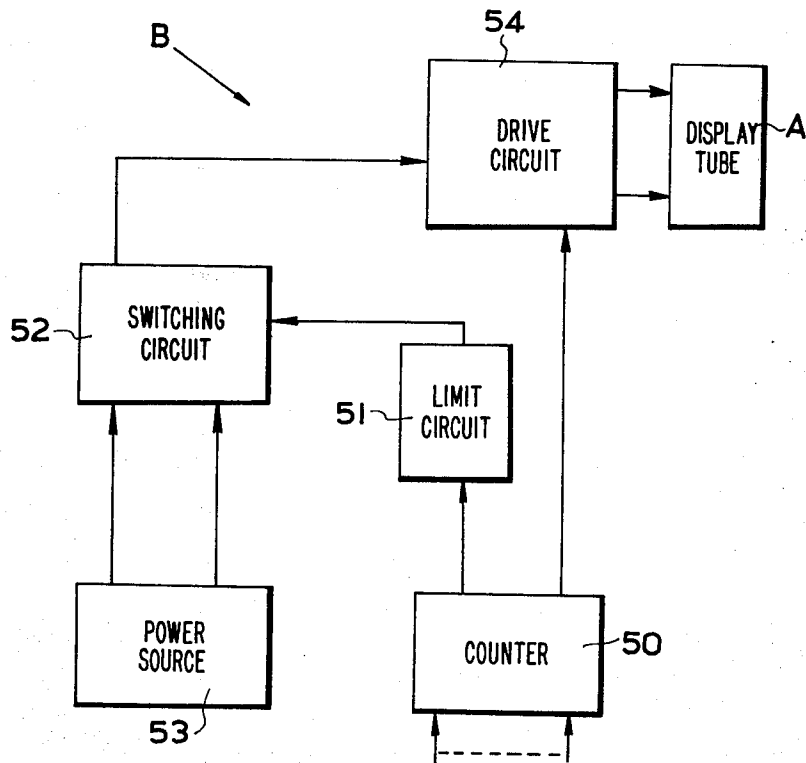 B
54
DRIVE
CIRCUIT
DISPLAY
TUBE
A
52
SWITCHING
CIRCUIT
51
LIMIT
CIRCUIT
POWER
SOURCE
53
COUNTER
50